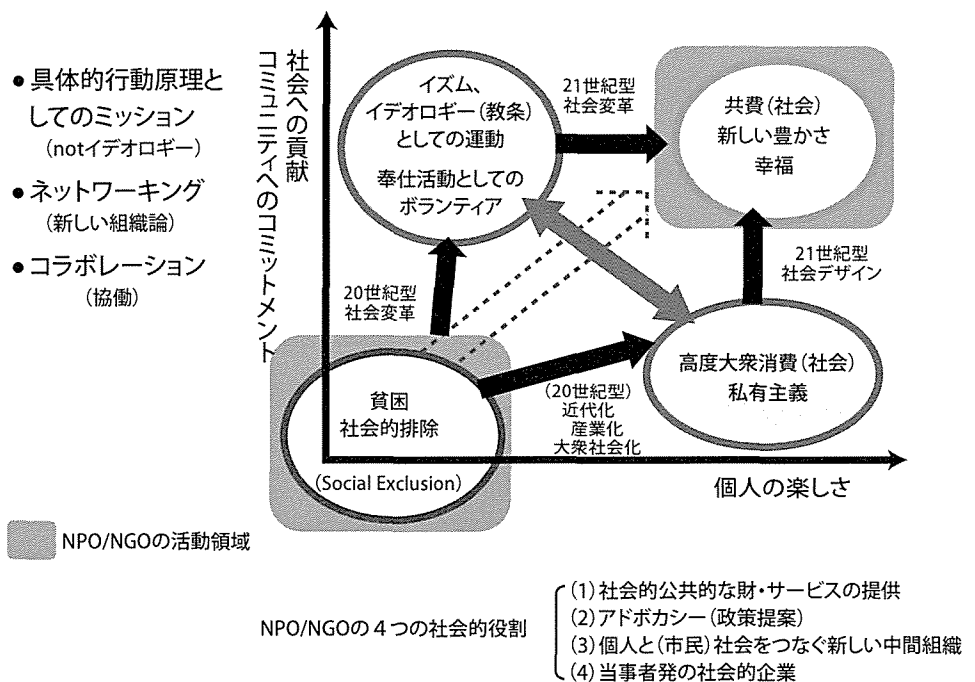 ● 具体的行動原理と
してのミッション
(notイデオロギー)
● ネットワーキング
(新しい組織論)
● コラボレーション
(協働)
社会への貢献
コミュニティへのコミットメント
イズム、
イデオロギー(教条)
としての運動
奉仕活動としての
ボランティア
21世紀型
社会変革
共費(社会)
新しい豊かさ
幸福
20世紀型
社会変革
21世紀型
社会デザイン
貧困
社会的排除
(Social Exclusion)
(20世紀型)
近代化
産業化
大衆社会化
高度大衆消費(社会)
私有主義
個人の楽しさ
NPO/NGOの活動領域
NPO/NGOの4つの社会的役割
(1)社会的公共的な財・サービスの提供
(2)アドボカシー(政策提案)
(3)個人と(市民)社会をつなぐ新しい中間組織
(4)当事者発の社会的企業